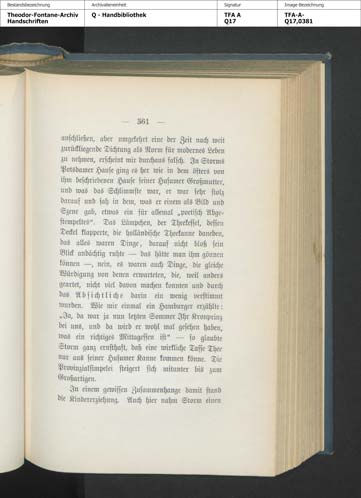 Bestandsbezeichnung
Theodor-Fontane-Archiv
Handschriften
Archivalieneinheit
Q - Handbibliothek
Signatur
TFA A
Q17
Image-Bezeichnung
TFA-A-
Q17,0381
— 361 —
anschließen, aber umgekehrt eine der Zeit nach weit
zurückliegende Dichtung als Norm für modernes Leben
zu nehmen, erscheint mir durchaus falsch. In Storms
Potsdamer Hause ging es her wie in dem öfters von
ihm beschriebenen Hause seiner Husumer Großmutter,
und was das Schlimmste war, er war sehr stolz
darauf und sah in dem, was er einem als Bild und
Szene gab, etwas ein für allemal „poetisch Abge-
stempeltes“. Das Lämpchen, der Theekessel, dessen
Deckel klapperte, die holländische Theekanne daneben,
das alles waren Dinge, darauf nicht bloß sein
Blick andächtig ruhte — das hätte man ihm gönnen
können —, nein, es waren auch Dinge, die gleiche
Würdigung von denen erwarteten, die, weil anders
geartet, nicht viel davon machen konnten und durch
das Absichtliche darin ein wenig verstimmt
wurden. Wie mir einmal ein Hamburger erzählte:
„Ja, da war ja nun letzten Sommer Ihr Kronprinz
bei uns, und da wird er wohl mal gesehen haben,
was ein richtiges Mittagessen ist“ — so glaubte
Storm ganz ernsthaft, daß eine wirkliche Tasse Thee
nur aus seiner Husumer Kanne kommen könne. Die
Provinzialsimpelei steigert sich mitunter bis zum
Großartigen.
In einem gewissen Zusammenhange damit stand
die Kindererziehung. Auch hier nahm Storm einen